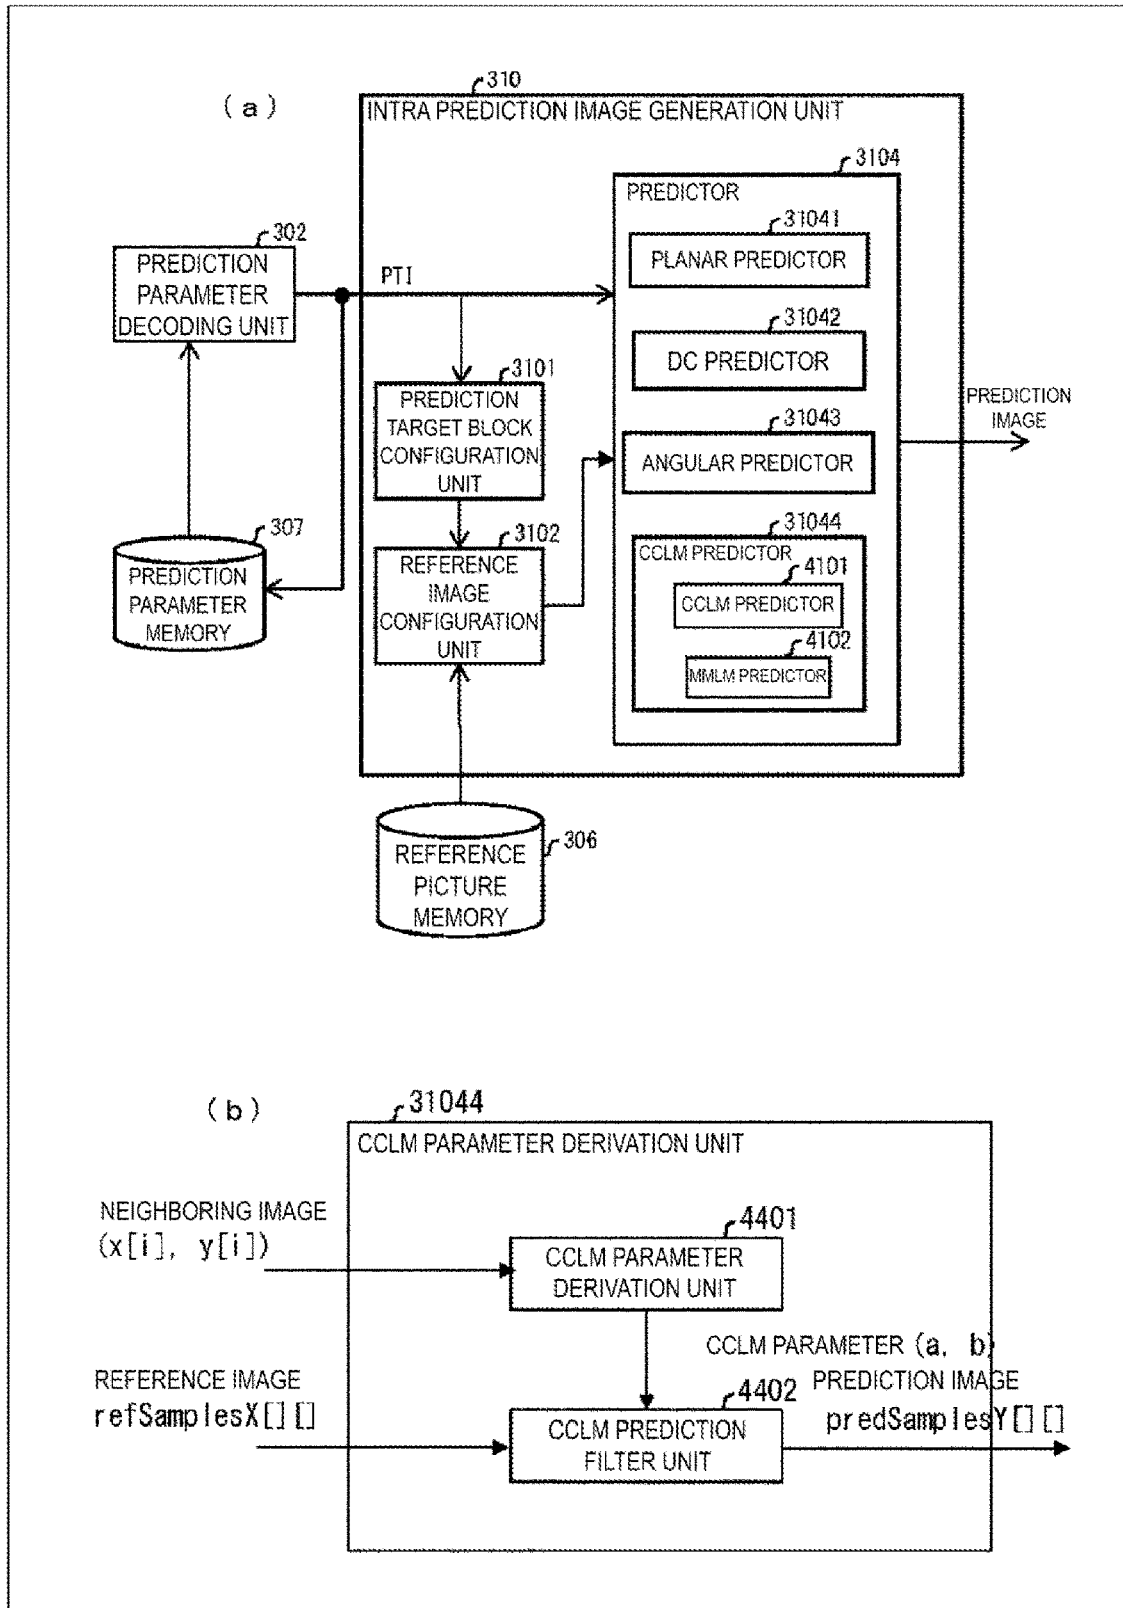 (a)
310
INTRA PREDICTION IMAGE GENERATION UNIT
3104
PREDICTOR
31041
PLANAR PREDICTOR
302
PREDICTION
PARAMETER
DECODING UNIT
PTI
31042
DC PREDICTOR
3101
PREDICTION
TARGET BLOCK
CONFIGURATION
UNIT
PREDICTION
IMAGE
31043
ANGULAR PREDICTOR
307
PREDICTION
PARAMETER
MEMORY
3102
REFERENCE
IMAGE
CONFIGURATION
UNIT
31044
CCLM PREDICTOR
4101
CCLM PREDICTOR
4102
MMLM PREDICTOR
306
REFERENCE
PICTURE
MEMORY
(b)
31044
CCLM PARAMETER DERIVATION UNIT
NEIGHBORING IMAGE
(x[i], y[i])
4401
CCLM PARAMETER
DERIVATION UNIT
CCLM PARAMETER (a, b)
REFERENCE IMAGE
refSamplesX[][]
4402
CCLM PREDICTION
FILTER UNIT
PREDICTION IMAGE
predSamplesY[][]